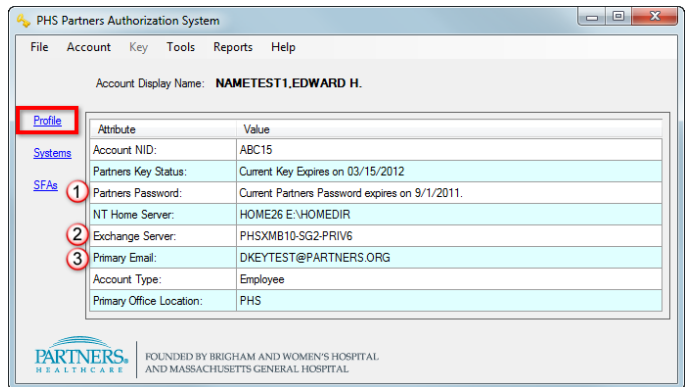 PHS Partners Authorization System
File Account Key Tools Reports Help
Account Display Name: NAMETEST1,EDWARD H.
Profile
Systems
SFAs
Attribute Value
Account NID: ABC15
Partners Key Status: Current Key Expires on 03/15/2012
1 Partners Password: Current Partners Password expires on 9/1/2011.
NT Home Server: HOME26 E:\HOMEDIR
2 Exchange Server: PHSXMB10-SG2-PRIV6
3 Primary Email: DKEYTEST@PARTNERS.ORG
Account Type: Employee
Primary Office Location: PHS
PARTNERS.
HEALTHCARE
FOUNDED BY BRIGHAM AND WOMEN'S HOSPITAL
AND MASSACHUSETTS GENERAL HOSPITAL